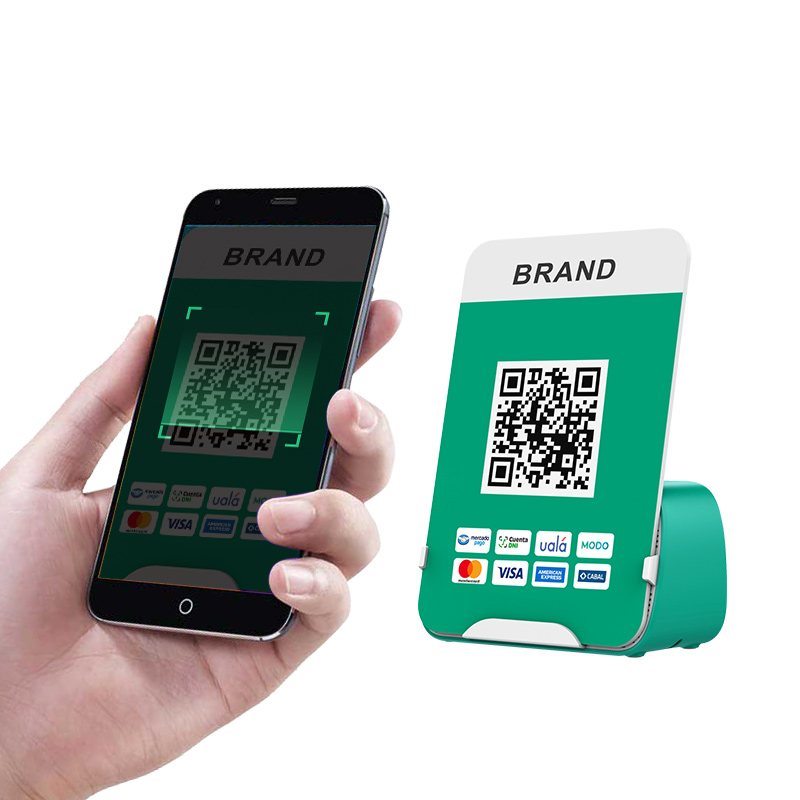 BRAND
mercado
pago
Cuenta
DNI
ualá
MODO
mastercard
VISA
AMERICAN
EXPRESS
BRAND
mercado
pago
Cuenta
DNI
ualá
MODO
mastercard
VISA
AMERICAN
EXPRESS
CABAL